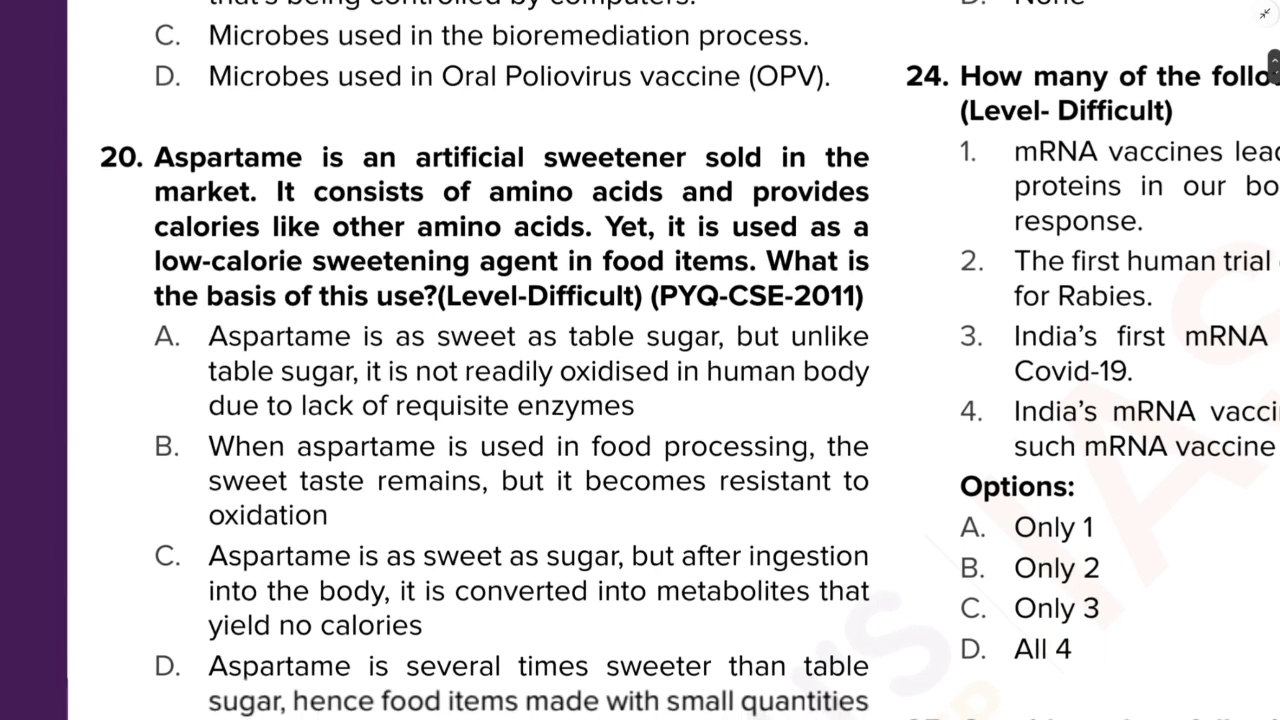 C. Microbes used in the bioremediation process.
D. Microbes used in Oral Poliovirus vaccine (OPV).
20. Aspartame is an artificial sweetener sold in the
market. It consists of amino acids and provides
calories like other amino acids. Yet, it is used as a
low-calorie sweetening agent in food items. What is
the basis of this use?(Level-Difficult) (PYQ-CSE-2011)
A. Aspartame is as sweet as table sugar, but unlike
table sugar, it is not readily oxidised in human body
due to lack of requisite enzymes
B. When aspartame is used in food processing, the
sweet taste remains, but it becomes resistant to
oxidation
C. Aspartame is as sweet as sugar, but after ingestion
into the body, it is converted into metabolites that
yield no calories
D. Aspartame is several times sweeter than table
sugar, hence food items made with small quantities
24. How many of the
(Level- Difficult)
1. mRNA vaccines
proteins in our
response.
2. The first human trial
for Rabies.
3. India's first mRNA
Covid-19.
4. India's mRNA
such mRNA vaccine
Options:
A. Only 1
B. Only 2
C. Only 3
D. All 4
IAS